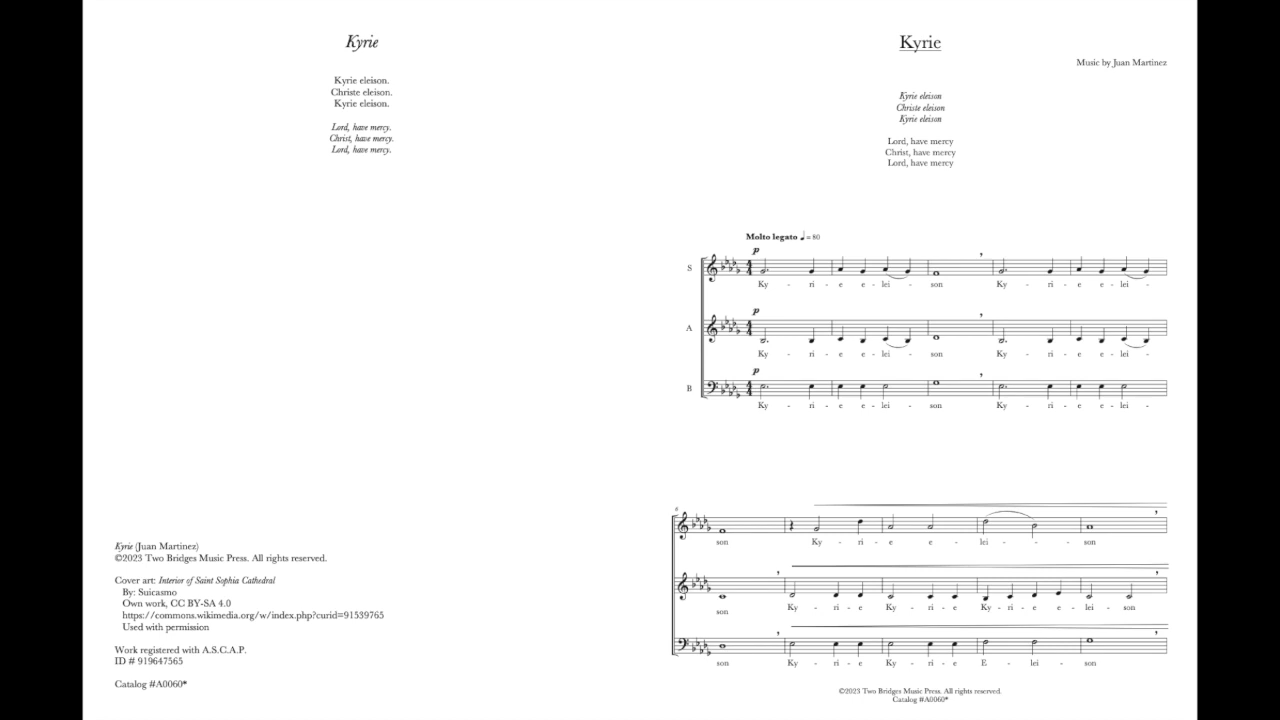 Kyrie
Kyrie eleison.
Christe eleison.
Kyrie eleison.
Lord, have mercy.
Christ, have mercy.
Lord, have mercy.
Kyrie (Juan Martinez)
©2023 Two Bridges Music Press. All rights reserved.
Cover art: Interior of Saint Sophia Cathedral
By: Suicasmo
Own work, CC BY-SA 4.0
https://commons.wikimedia.org/w/index.php?curid=91539765
Used with permission
Work registered with A.S.C.A.P.
ID # 919647565
Catalog #A0060*
Kyrie
Music by Juan Martinez
Kyrie eleison
Christe eleison
Kyrie eleison
Lord, have mercy
Christ, have mercy
Lord, have mercy
Molto legato ♩ = 80
p
S
Ky - ri - e e - lei - son Ky - ri - e e - lei -
p
A
Ky - ri - e e - lei - son Ky - ri - e e - lei -
p
B
Ky - ri - e e - lei - son Ky - ri - e e - lei -
6
son Ky - ri - e e - lei - son
son Ky - ri - e Ky - ri - e Ky - ri - e e - lei - son
son Ky - ri - e Ky - ri - e E - lei - son
©2023 Two Bridges Music Press. All rights reserved.
Catalog #A0060*